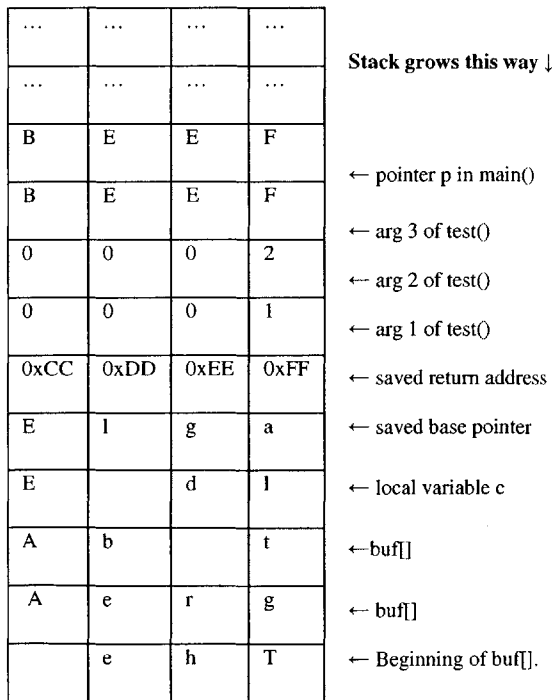 ... ... ... ...
Stack grows this way ↓
... ... ... ...
B E E F
← pointer p in main()
B E E F
← arg 3 of test()
0 0 0 2
← arg 2 of test()
0 0 0 1
← arg 1 of test()
0xCC 0xDD 0xEE 0xFF ← saved return address
E l g a ← saved base pointer
E d l ← local variable c
A b t ←buf[]
A e r g ← buf[]
e h T ← Beginning of buf[].